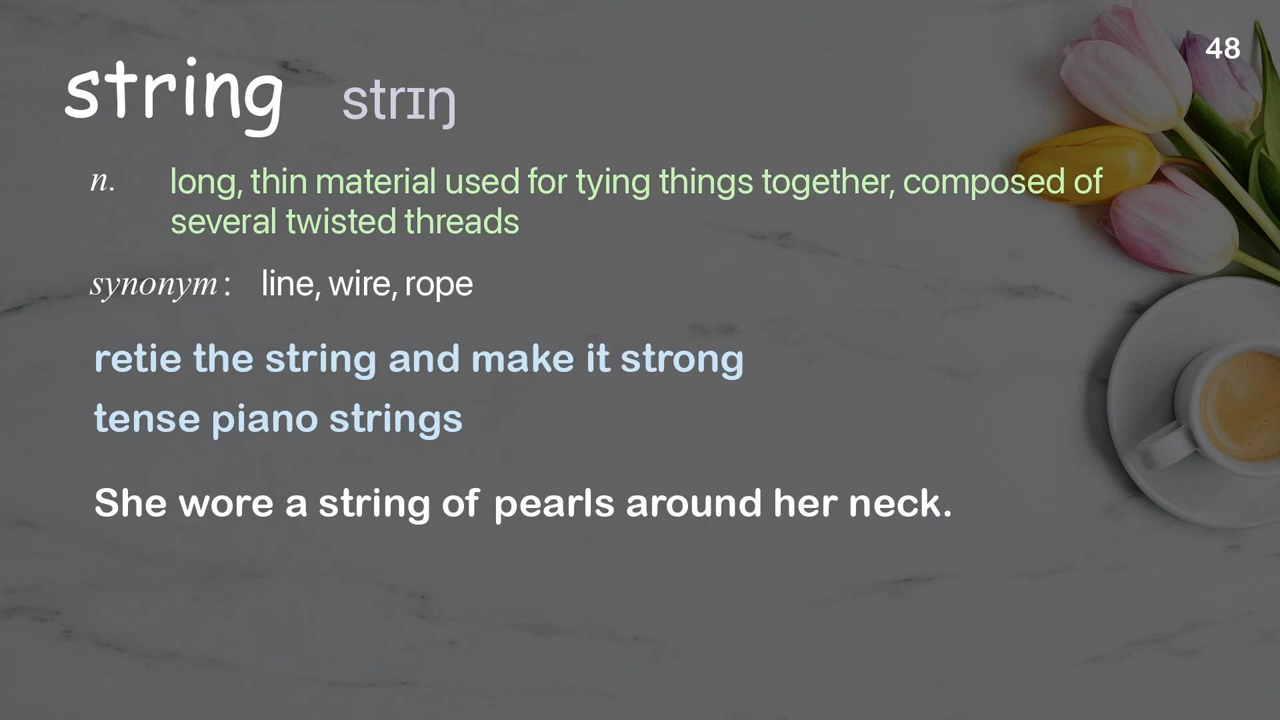 48
string strɪŋ
n. long, thin material used for tying things together, composed of
several twisted threads
synonym: line, wire, rope
retie the string and make it strong
tense piano strings
She wore a string of pearls around her neck.